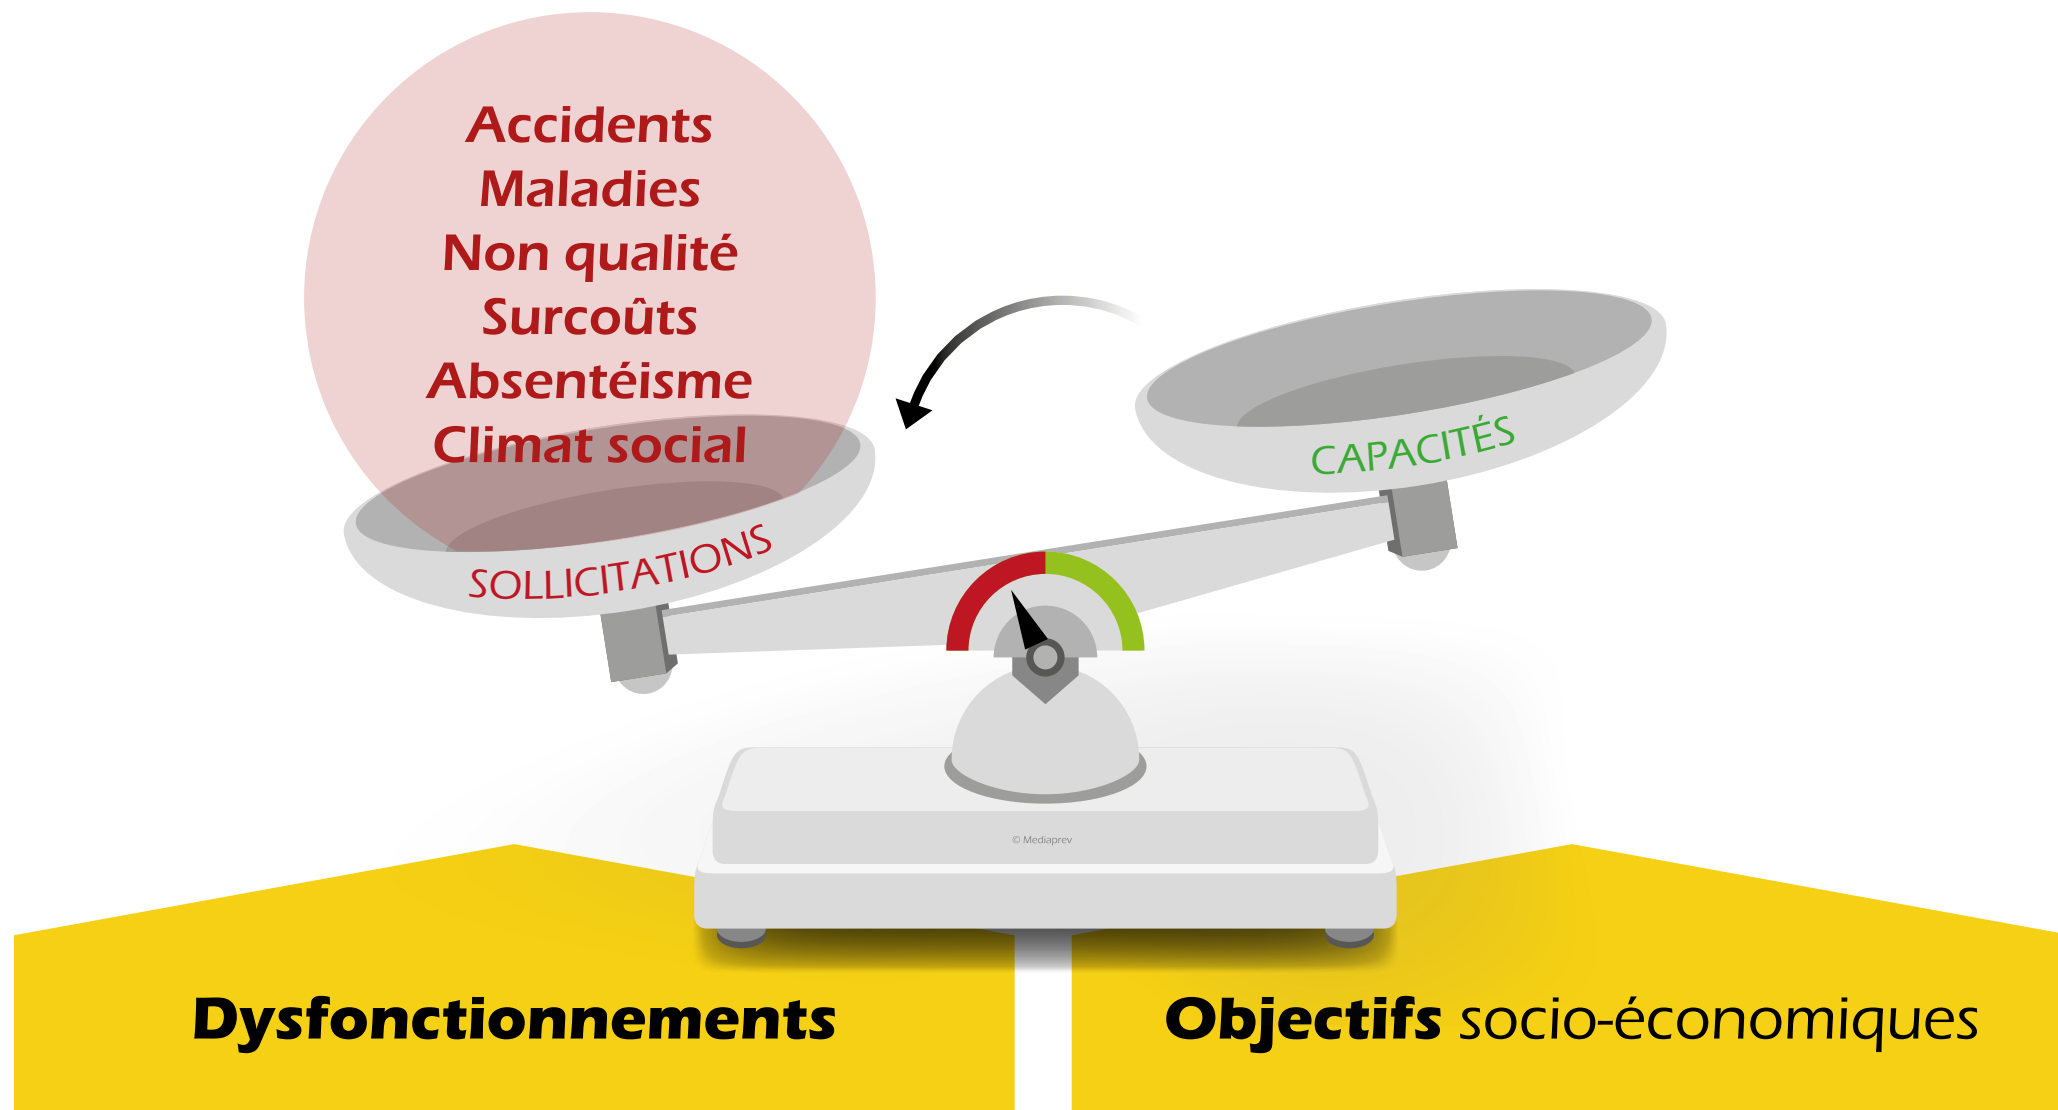 Accidents
Maladies
Non qualité
Surcoûts
Absentéisme
Climat social
SOLLICITATIONS
CAPACITÉS
© Mediaprev
Dysfonctionnements
Objectifs socio-économiques